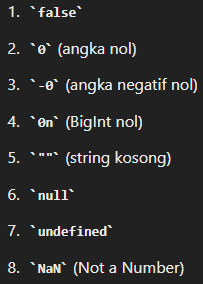 1. `false`
2. `0` (angka nol)
3. `-0` (angka negatif nol)
4. `0n` (BigInt nol)
5. `""` (string kosong)
6. `null`
7. `undefined`
8. `NaN` (Not a Number)